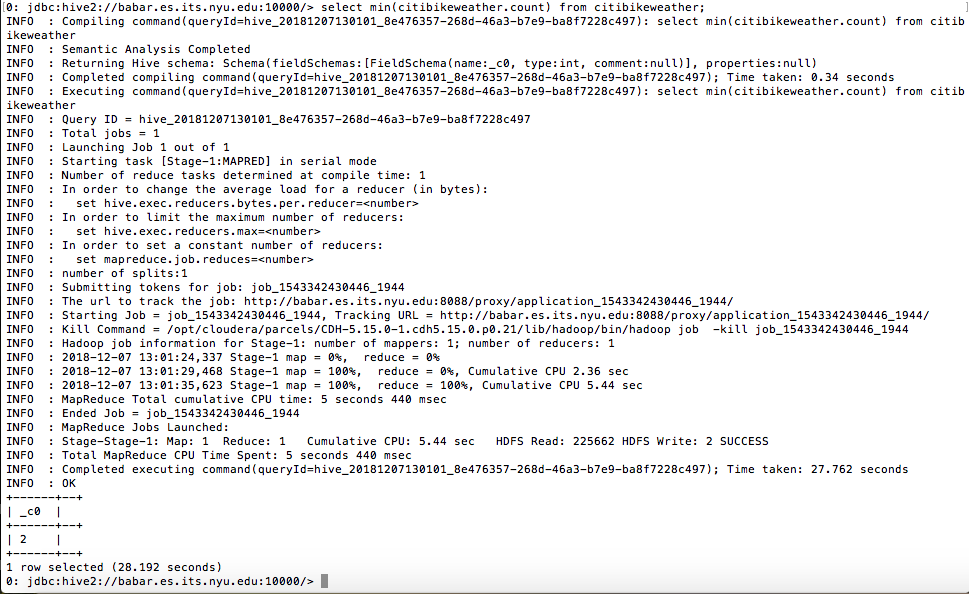 0: jdbc:hive2://babar.es.its.nyu.edu:10000/> select min(citibikeweather.count) from citibikeweather;
INFO  : Compiling command(queryId=hive_20181207130101_8e476357-268d-46a3-b7e9-ba8f7228c497): select min(citibikeweather.count) from citib
ikeweather
INFO  : Semantic Analysis Completed
INFO  : Returning Hive schema: Schema(fieldSchemas:[FieldSchema(name:_c0, type:int, comment:null)], properties:null)
INFO  : Completed compiling command(queryId=hive_20181207130101_8e476357-268d-46a3-b7e9-ba8f7228c497); Time taken: 0.34 seconds
INFO  : Executing command(queryId=hive_20181207130101_8e476357-268d-46a3-b7e9-ba8f7228c497): select min(citibikeweather.count) from citib
ikeweather
INFO  : Query ID = hive_20181207130101_8e476357-268d-46a3-b7e9-ba8f7228c497
INFO  : Total jobs = 1
INFO  : Launching Job 1 out of 1
INFO  : Starting task [Stage-1:MAPRED] in serial mode
INFO  : Number of reduce tasks determined at compile time: 1
INFO  : In order to change the average load for a reducer (in bytes):
INFO  :   set hive.exec.reducers.bytes.per.reducer=<number>
INFO  : In order to limit the maximum number of reducers:
INFO  :   set hive.exec.reducers.max=<number>
INFO  : In order to set a constant number of reducers:
INFO  :   set mapreduce.job.reduces=<number>
INFO  : number of splits:1
INFO  : Submitting tokens for job: job_1543342430446_1944
INFO  : The url to track the job: http://babar.es.its.nyu.edu:8088/proxy/application_1543342430446_1944/
INFO  : Starting Job = job_1543342430446_1944, Tracking URL = http://babar.es.its.nyu.edu:8088/proxy/application_1543342430446_1944/
INFO  : Kill Command = /opt/cloudera/parcels/CDH-5.15.0-1.cdh5.15.0.p0.21/lib/hadoop/bin/hadoop job  -kill job_1543342430446_1944
INFO  : Hadoop job information for Stage-1: number of mappers: 1; number of reducers: 1
INFO  : 2018-12-07 13:01:24,337 Stage-1 map = 0%,  reduce = 0%
INFO  : 2018-12-07 13:01:29,468 Stage-1 map = 100%,  reduce = 0%, Cumulative CPU 2.36 sec
INFO  : 2018-12-07 13:01:35,623 Stage-1 map = 100%,  reduce = 100%, Cumulative CPU 5.44 sec
INFO  : MapReduce Total cumulative CPU time: 5 seconds 440 msec
INFO  : Ended Job = job_1543342430446_1944
INFO  : MapReduce Jobs Launched:
INFO  : Stage-Stage-1: Map: 1  Reduce: 1   Cumulative CPU: 5.44 sec   HDFS Read: 225662 HDFS Write: 2 SUCCESS
INFO  : Total MapReduce CPU Time Spent: 5 seconds 440 msec
INFO  : Completed executing command(queryId=hive_20181207130101_8e476357-268d-46a3-b7e9-ba8f7228c497); Time taken: 27.762 seconds
INFO  : OK
+------+--+
| _c0  |
+------+--+
| 2    |
+------+--+
1 row selected (28.192 seconds)
0: jdbc:hive2://babar.es.its.nyu.edu:10000/>